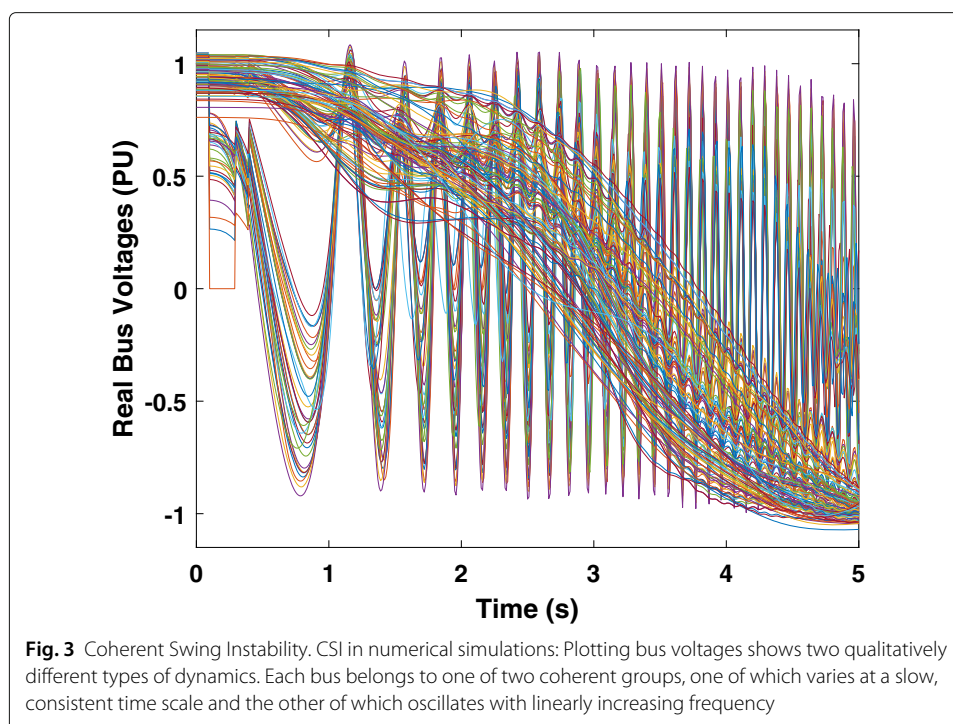 Real Bus Voltages (PU)
1
0.5
0
-0.5
-1
0 1 2 3 4 5
Time (s)
Fig. 3 Coherent Swing Instability. CSI in numerical simulations: Plotting bus voltages shows two qualitatively
different types of dynamics. Each bus belongs to one of two coherent groups, one of which varies at a slow,
consistent time scale and the other of which oscillates with linearly increasing frequency